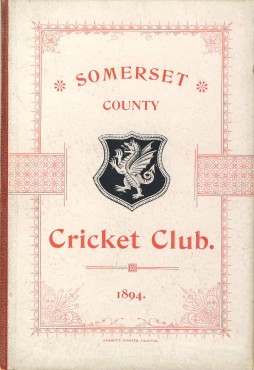 SOMERSET
COUNTY
Cricket Club.
1894.